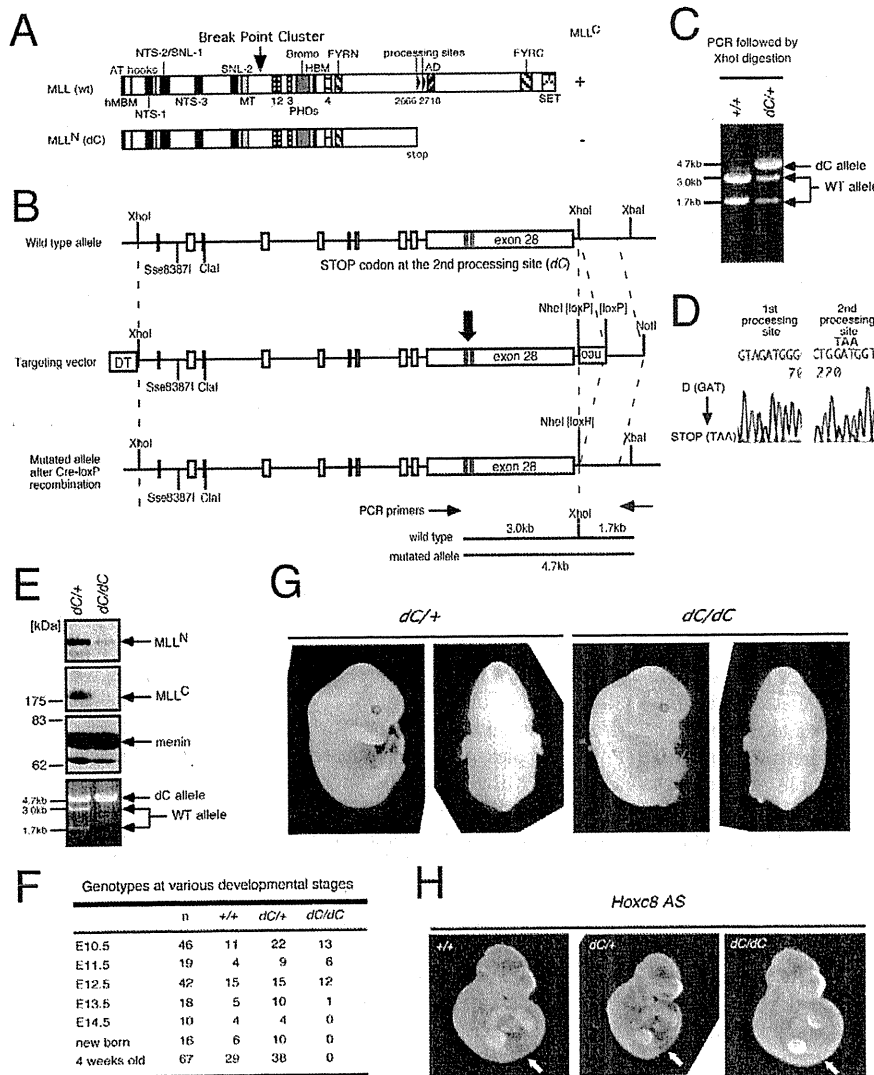 A
Break Point Cluster
MLL^C
NTS-2/SNL-1
Bromo
FYRN
processing sites
FYRC
AT hooks
SNL-2
HBM
AD
MLL (wt)
+
hMBM
NTS-3
MT
1 2 3
4
2666 2718
SET
NTS-1
PHDs
MLL^N (dC)
stop
-
B
XhoI
XhoI
XbaI
Wild type allele
exon 28
Sse8387I
ClaI
STOP codon at the 2nd processing site (dC)
XhoI
NheI [loxP]
[loxP]
NotI
Targeting vector
DT
exon 28
neo
Sse8387I
ClaI
XhoI
NheI [loxH]
XbaI
Mutated allele
after Cre-loxP
recombination
exon 28
Sse8387I
ClaI
PCR primers
XhoI
wild type
3.0kb
1.7kb
mutated allele
4.7kb
C
PCR followed by
XhoI digestion
+/+
dC/+
4.7kb
dC allele
3.0kb
WT allele
1.7kb
D
1st
processing
site
2nd
processing
site
TAA
GTAGATGGG
CTGGATGGT
70
220
D (GAT)
STOP (TAA)
E
dC/+
dC/dC
[kDa]
MLL^N
MLL^C
175
83
menin
62
dC allele
4.7kb
3.0kb
WT allele
1.7kb
F
Genotypes at various developmental stages
n +/+ dC/+ dC/dC
E10.5 46 11 22 13
E11.5 19 4 9 6
E12.5 42 15 15 12
E13.5 18 5 10 1
E14.5 10 4 4 0
new born 16 6 10 0
4 weeks old 67 29 38 0
G
dC/+
dC/dC
H
Hoxc8 AS
+/+
dC/+
dC/dC